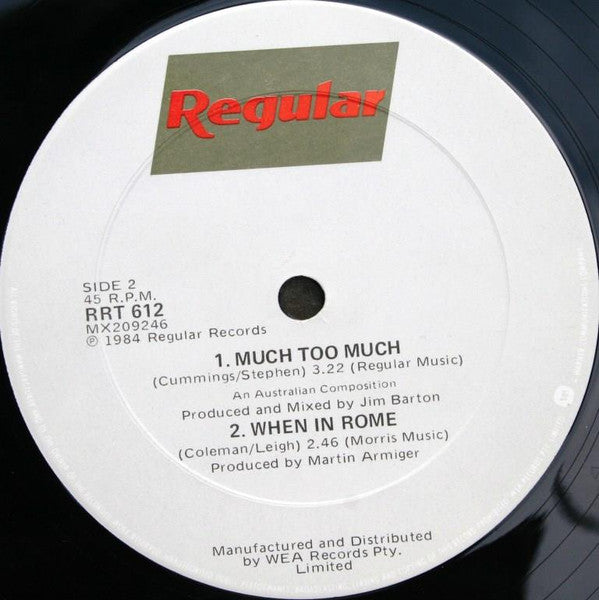 Regular
SIDE 2
45 R.P.M.
RRT 612
MX209246
℗ 1984 Regular Records
1. MUCH TOO MUCH
(Cummings/Stephen) 3.22 (Regular Music)
An Australian Composition
Produced and Mixed by Jim Barton
2. WHEN IN ROME
(Coleman/Leigh) 2.46 (Morris Music)
Produced by Martin Armiger
Manufactured and Distributed
by WEA Records Pty.
Limited